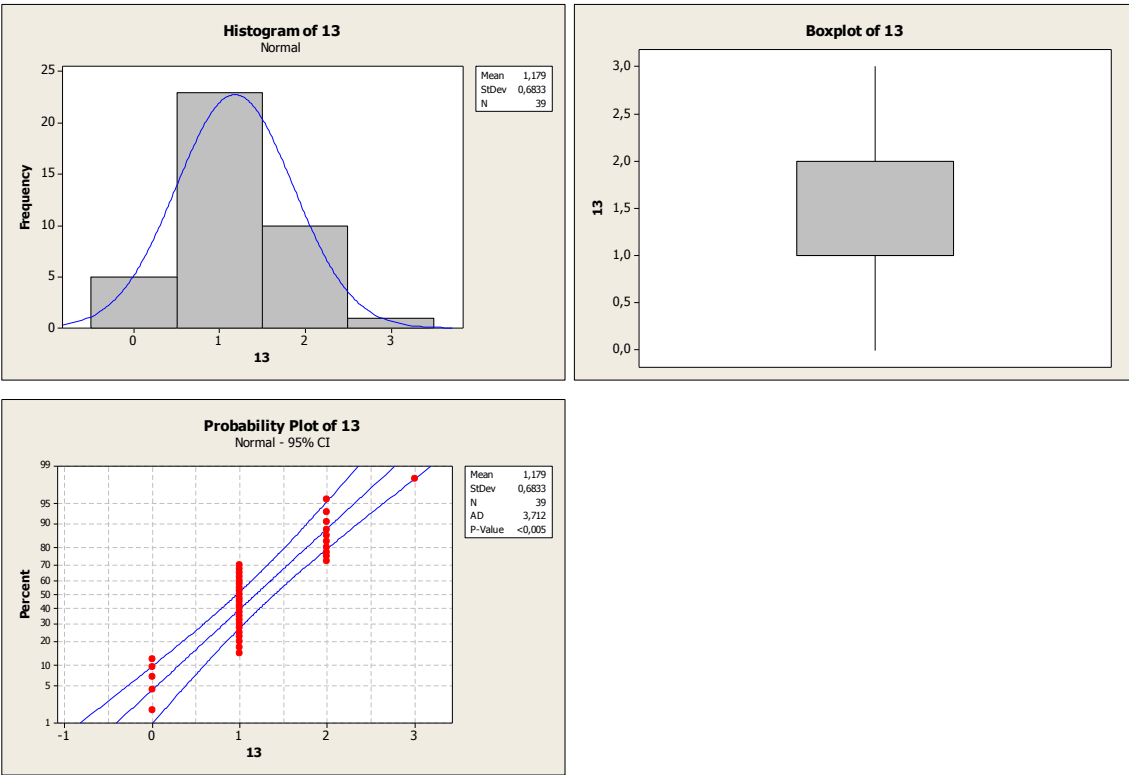 Histogram of 13
Normal
Mean 1,179
StDev 0,6833
N 39
25
20
15
10
5
0
Frequency
0 1 2 3
13
Boxplot of 13
3,0
2,5
2,0
1,5
1,0
0,5
0,0
13
Probability Plot of 13
Normal - 95% CI
Mean 1,179
StDev 0,6833
N 39
AD 3,712
P-Value <0,005
99
95
90
80
70
60
50
40
30
20
10
5
1
Percent
-1 0 1 2 3
13